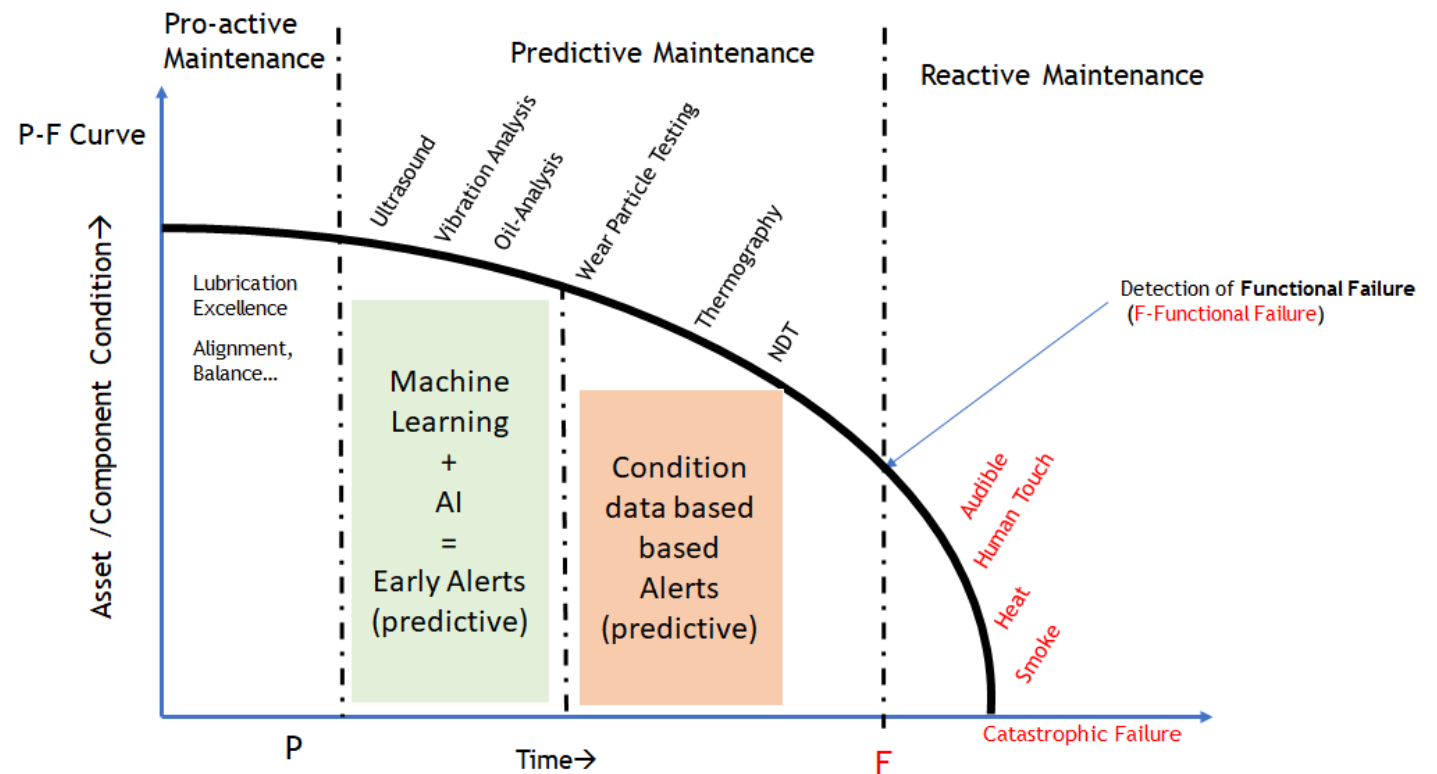 Pro-active
Maintenance
Predictive Maintenance
Reactive Maintenance
P-F Curve
Asset /Component Condition→
Ultrasound
Vibration Analysis
Oil-Analysis
Wear Particle Testing
Thermography
NDT
Lubrication
Excellence
Alignment,
Balance...
Machine
Learning
+
AI
=
Early Alerts
(predictive)
Condition
data based
based
Alerts
(predictive)
Detection of Functional Failure
(F-Functional Failure)
Audible
Human Touch
Heat
Smoke
Catastrophic Failure
P
Time→
F